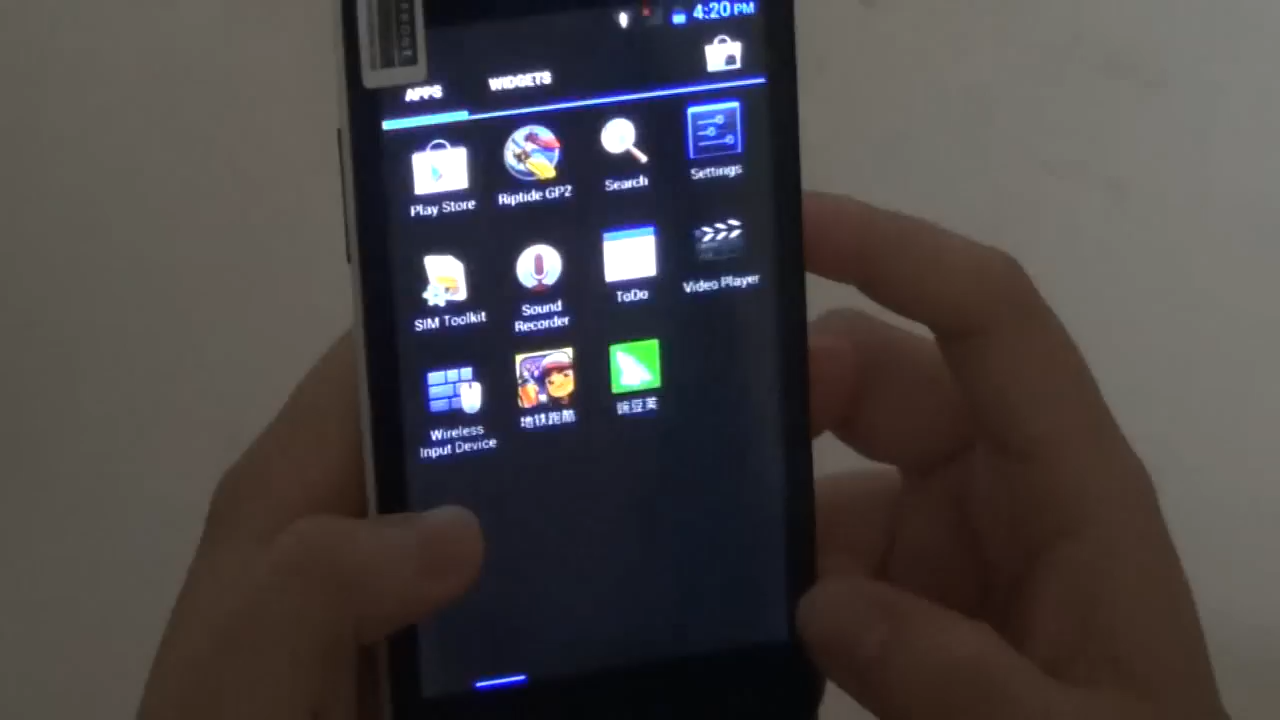 4:20 PM
APPS
WIDGETS
Play Store
Riptide GP2
Search
Settings
SIM Toolkit
Sound
Recorder
ToDo
Video Player
Wireless
Input Device
地铁跑酷
豌豆荚